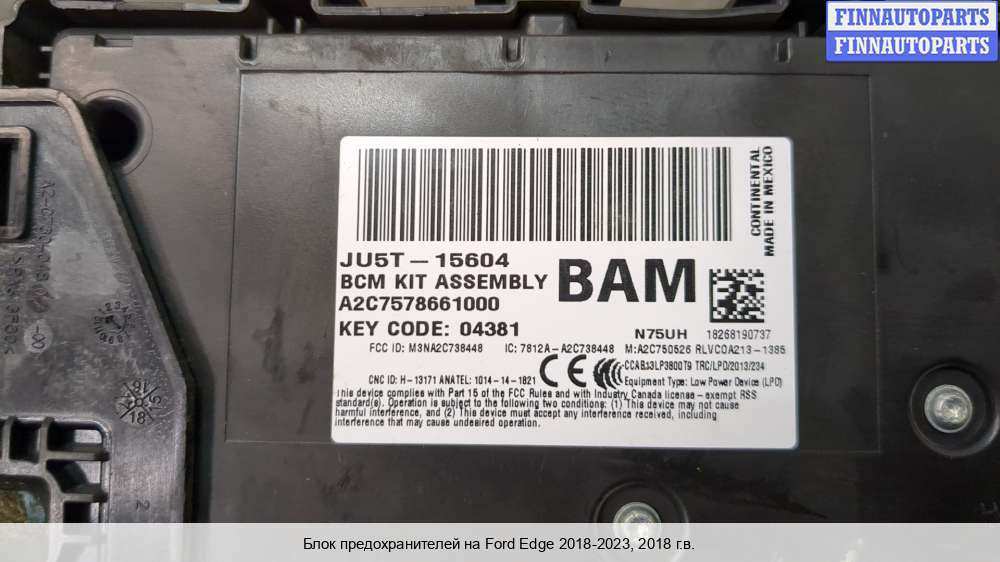 FINNAUTOPARTS
FINNAUTOPARTS
CONTINENTAL
MADE IN MEXICO
JU5T-15604
BCM KIT ASSEMBLY
A2C7578661000
BAM
KEY CODE: 04381
N75UH 18268190737
FCC ID: M3NA2C738448 IC: 7812A-A2C738448 M:A2C750526 RLVCOA213-1385
CCAB13LP3800T9 TRC/LPD/2013/234
CNC ID: H-13171 ANATEL: 1014-14-1821 CE Equipment Type: Low Power Device (LPD)
This device complies with Part 15 of the FCC Rules and with Industry Canada license-exempt RSS
standard(s). Operation is subject to the following two conditions: (1) This device may not cause
harmful interference, and (2) This device must accept any interference received, including
interference that may cause undesired operation.
Блок предохранителей на Ford Edge 2018-2023, 2018 г.в.